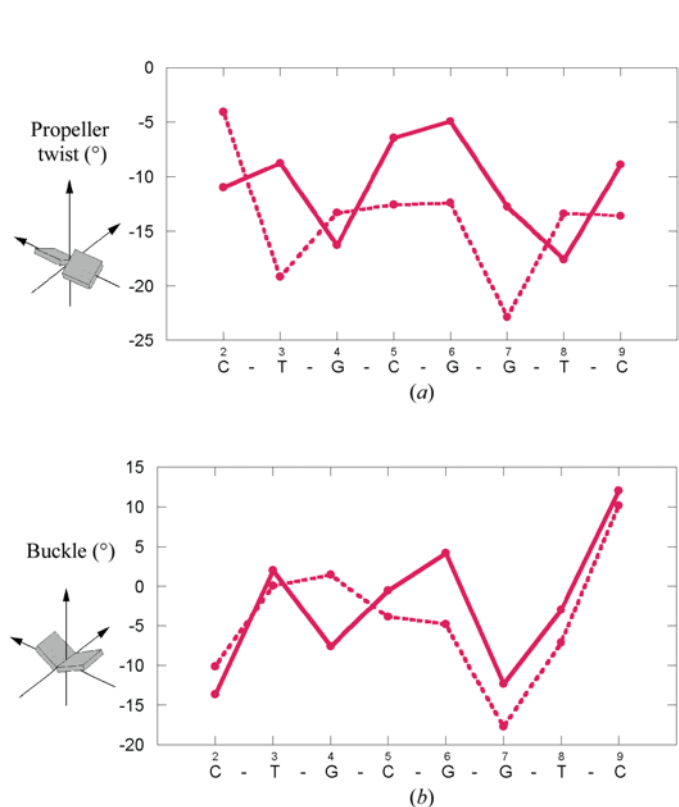 0
Propeller
twist (°)
-5
-10
-15
-20
-25
2 3 4 5 6 7 8 9
C - T - G - C - G - G - T - C
(a)
15
10
Buckle (°)
5
0
-5
-10
-15
-20
2 3 4 5 6 7 8 9
C - T - G - C - G - G - T - C
(b)